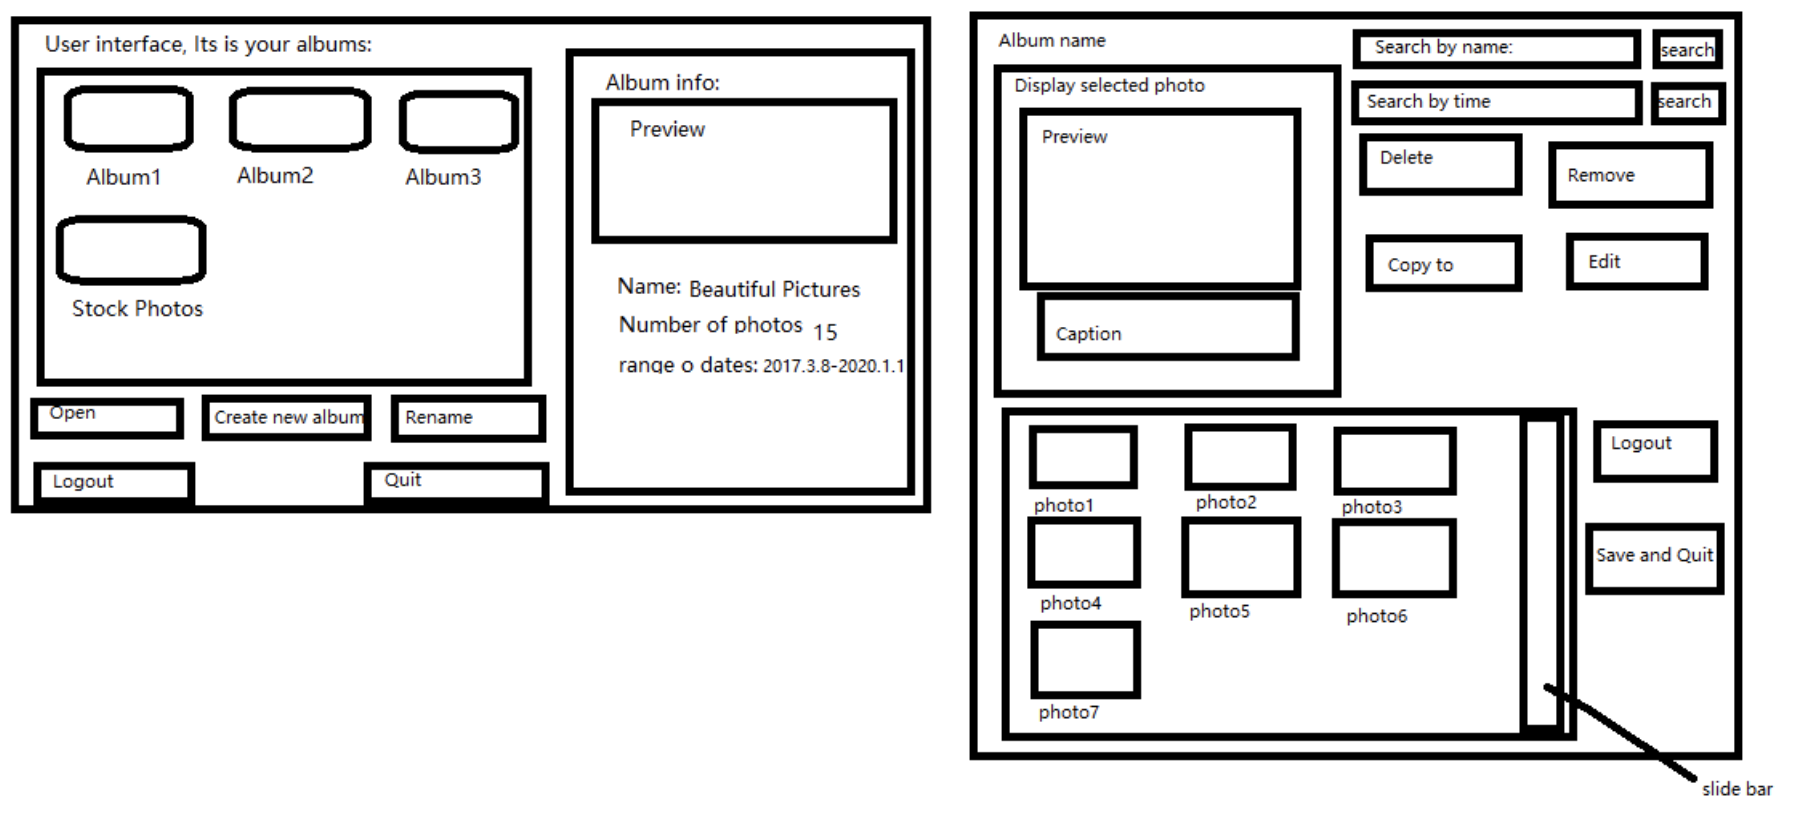 User interface, Its is your albums:
Album1
Album2
Album3
Stock Photos
Open
Create new album
Rename
Logout
Quit
Album info:
Preview
Name: Beautiful Pictures
Number of photos 15
range o dates: 2017.3.8-2020.1.1
Album name
Search by name:
search
Search by time
search
Display selected photo
Preview
Caption
Delete
Remove
Copy to
Edit
photo1
photo2
photo3
photo4
photo5
photo6
photo7
Logout
Save and Quit
slide bar